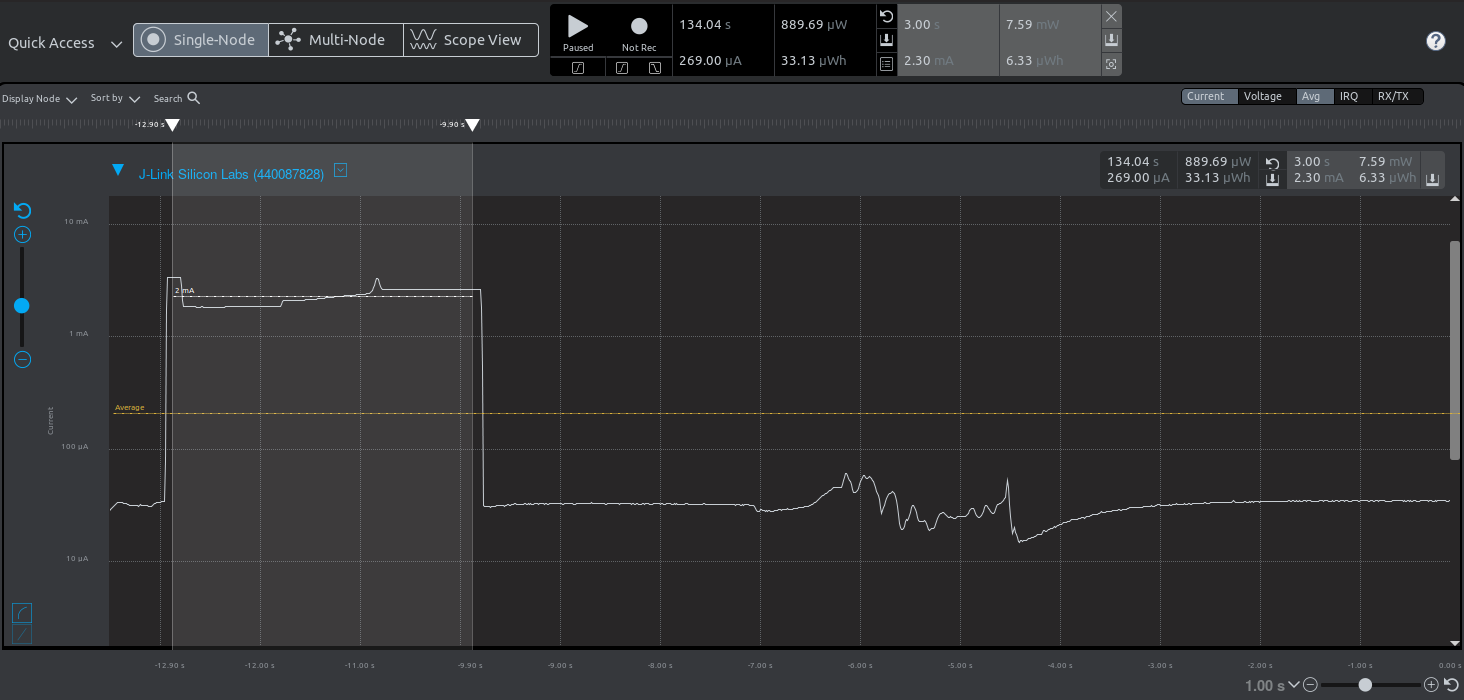 Quick Access
Single-Node
Multi-Node
Scope View
Paused
Not Rec
134.04 s
889.69 µW
269.00 µA
33.13 µWh
3.00 s
7.59 mW
2.30 mA
6.33 µWh
?
Display Node
Sort by
Search
Current
Voltage
Avg
IRQ
RX/TX
-12.90 s
-9.90 s
J-Link Silicon Labs (440087828)
134.04 s
889.69 µW
3.00 s
7.59 mW
269.00 µA
33.13 µWh
2.30 mA
6.33 µWh
10 mA
2 mA
1 mA
Average
Current
100 µA
10 µA
-12.90 s
-12.00 s
-11.00 s
-9.90 s
-9.00 s
-8.00 s
-7.00 s
-6.00 s
-5.00 s
-4.00 s
-3.00 s
-2.00 s
-1.00 s
0.00 s
1.00 s